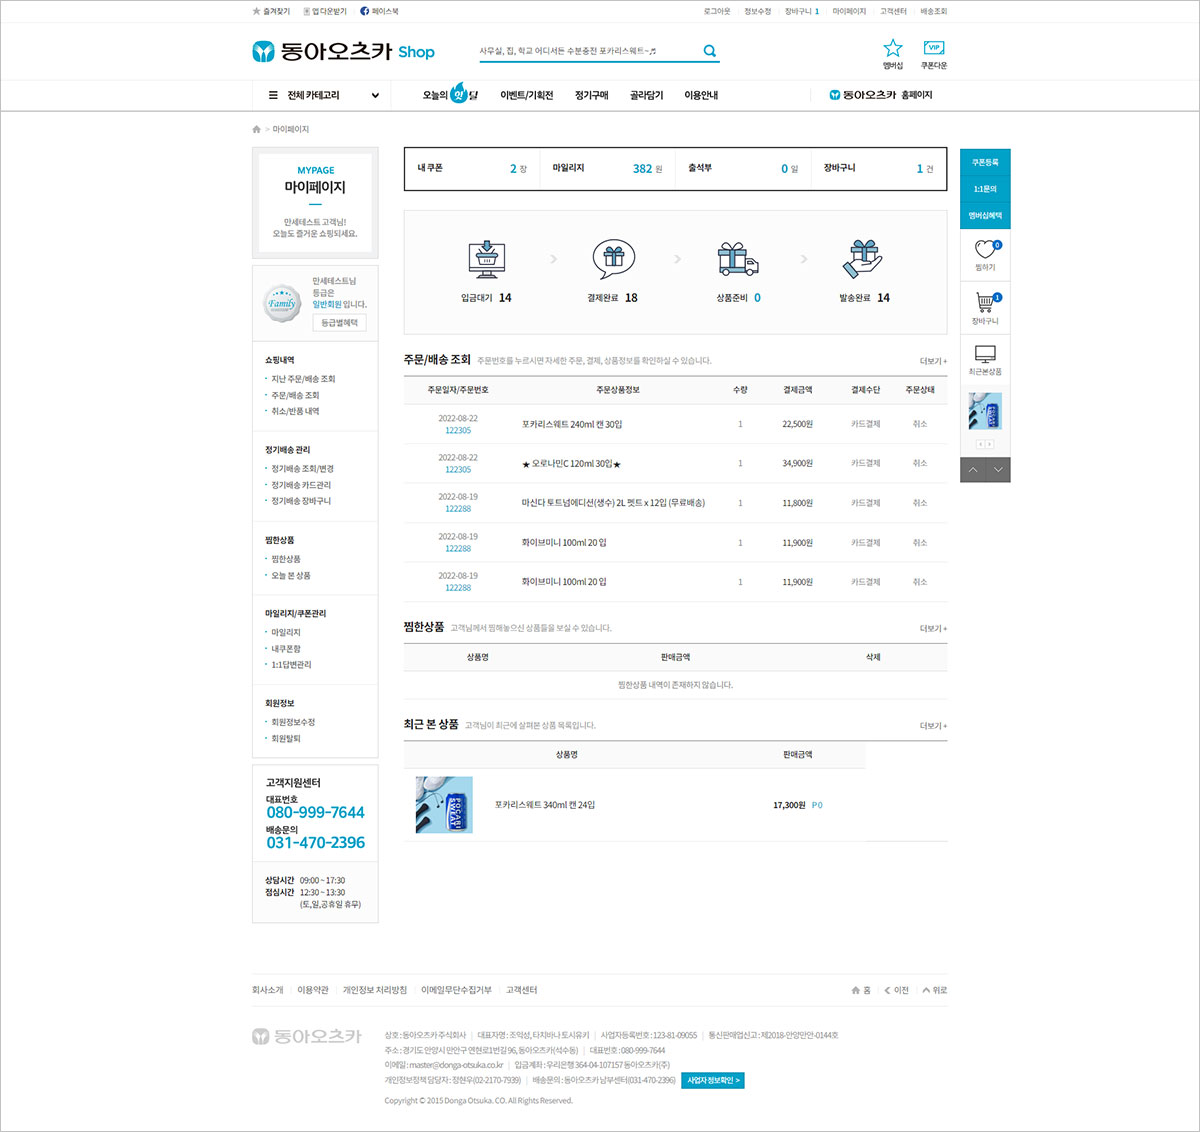 즐겨찾기 앱 다운받기 페이스북
로그아웃 정보수정 장바구니 1 마이페이지 고객센터 배송조회
동아오츠카 Shop
사무실, 집, 학교 어디서든 수분충전 포카리스웨트~♬
멤버십
VIP
쿠폰다운
전체 카테고리
오늘의 핫딜 이벤트/기획전 정기구매 골라담기 이용안내
동아오츠카 홈페이지
> 마이페이지
MYPAGE
마이페이지
만세테스트 고객님!
오늘도 즐거운 쇼핑되세요.
Family
만세테스트님
등급은
일반회원 입니다.
등급별혜택
쇼핑내역
지난 주문/배송 조회
주문/배송 조회
취소/반품 내역
정기배송 관리
정기배송 조회/변경
정기배송 카드관리
정기배송 장바구니
찜한상품
찜한상품
오늘 본 상품
마일리지/쿠폰관리
마일리지
내쿠폰함
1:1답변관리
회원정보
회원정보수정
회원탈퇴
고객지원센터
대표번호
080-999-7644
배송문의
031-470-2396
상담시간 09:00 ~ 17:30
점심시간 12:30 ~ 13:30
(토,일,공휴일 휴무)
내 쿠폰 2 장
마일리지 382 원
출석부 0 일
장바구니 1 건
입금대기 14
결제완료 18
상품준비 0
발송완료 14
주문/배송 조회 주문번호를 누르시면 자세한 주문, 결제, 상품정보를 확인하실 수 있습니다. 더보기 +
주문일자/주문번호 주문상품정보 수량 결제금액 결제수단 주문상태
2022-08-22
122305
포카리스웨트 240ml 캔 30입 1 22,500원 카드결제 취소
2022-08-22
122305
★ 오로나민C 120ml 30입★ 1 34,900원 카드결제 취소
2022-08-19
122288
마신다 토트넘에디션(생수) 2L 펫트 x 12입 (무료배송) 1 11,800원 카드결제 취소
2022-08-19
122288
화이브미니 100ml 20 입 1 11,900원 카드결제 취소
2022-08-19
122288
화이브미니 100ml 20 입 1 11,900원 카드결제 취소
찜한상품 고객님께서 찜해놓으신 상품들을 보실 수 있습니다. 더보기 +
상품명 판매금액 삭제
찜한상품 내역이 존재하지 않습니다.
최근 본 상품 고객님이 최근에 살펴본 상품 목록입니다. 더보기 +
상품명 판매금액
POCARI
SWEAT
포카리스웨트 340ml 캔 24입 17,300원 P0
쿠폰등록
1:1문의
멤버십혜택
0
찜하기
1
장바구니
최근본상품
회사소개 이용약관 개인정보 처리방침 이메일무단수집거부 고객센터
홈 이전 위로
동아오츠카
상호 : 동아오츠카 주식회사 | 대표자명 : 조익성, 타치바나 토시유키 | 사업자등록번호 : 123-81-09055 | 통신판매업신고 : 제2018-안양만안-0144호
주소 : 경기도 안양시 만안구 연현로1번길 96, 동아오츠카(석수동) | 대표번호 : 080-999-7644
이메일 : master@donga-otsuka.co.kr | 입금계좌 : 우리은행 364-04-107157 동아오츠카(주)
개인정보정책 담당자 : 장현우(02-2170-7939) | 배송문의 : 동아오츠카 남부센터(031-470-2396) 사업자정보확인 >
Copyright © 2015 Donga Otsuka. CO. All Rights Reserved.